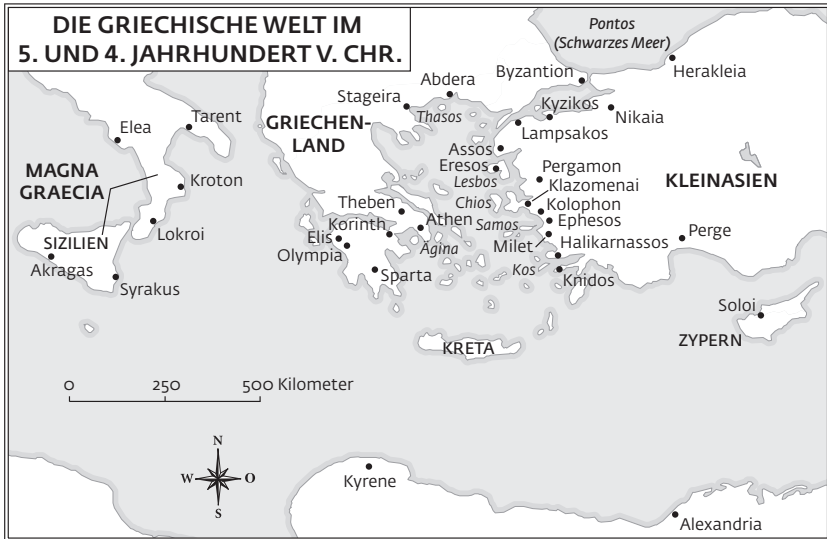 DIE GRIECHISCHE WELT IM
5. UND 4. JAHRHUNDERT V. CHR.
Pontos
(Schwarzes Meer)
Byzantion
Herakleia
Abdera
Stageira
Thasos
Kyzikos
Nikaia
Lampsakos
Elea
Tarent
GRIECHEN-
LAND
Assos
Eresos
Lesbos
Pergamon
Klazomenai
KLEINASIEN
MAGNA
GRAECIA
Kroton
Chios
Kolophon
Theben
Athen
Samos
Ephesos
Korinth
Elis
Ägina
Milet
Halikarnassos
Perge
SIZILIEN
Lokroi
Olympia
Akragas
Sparta
Kos
Knidos
Syrakus
Soloi
ZYPERN
KRETA
0 250 500 Kilometer
N
W O
S
Kyrene
Alexandria